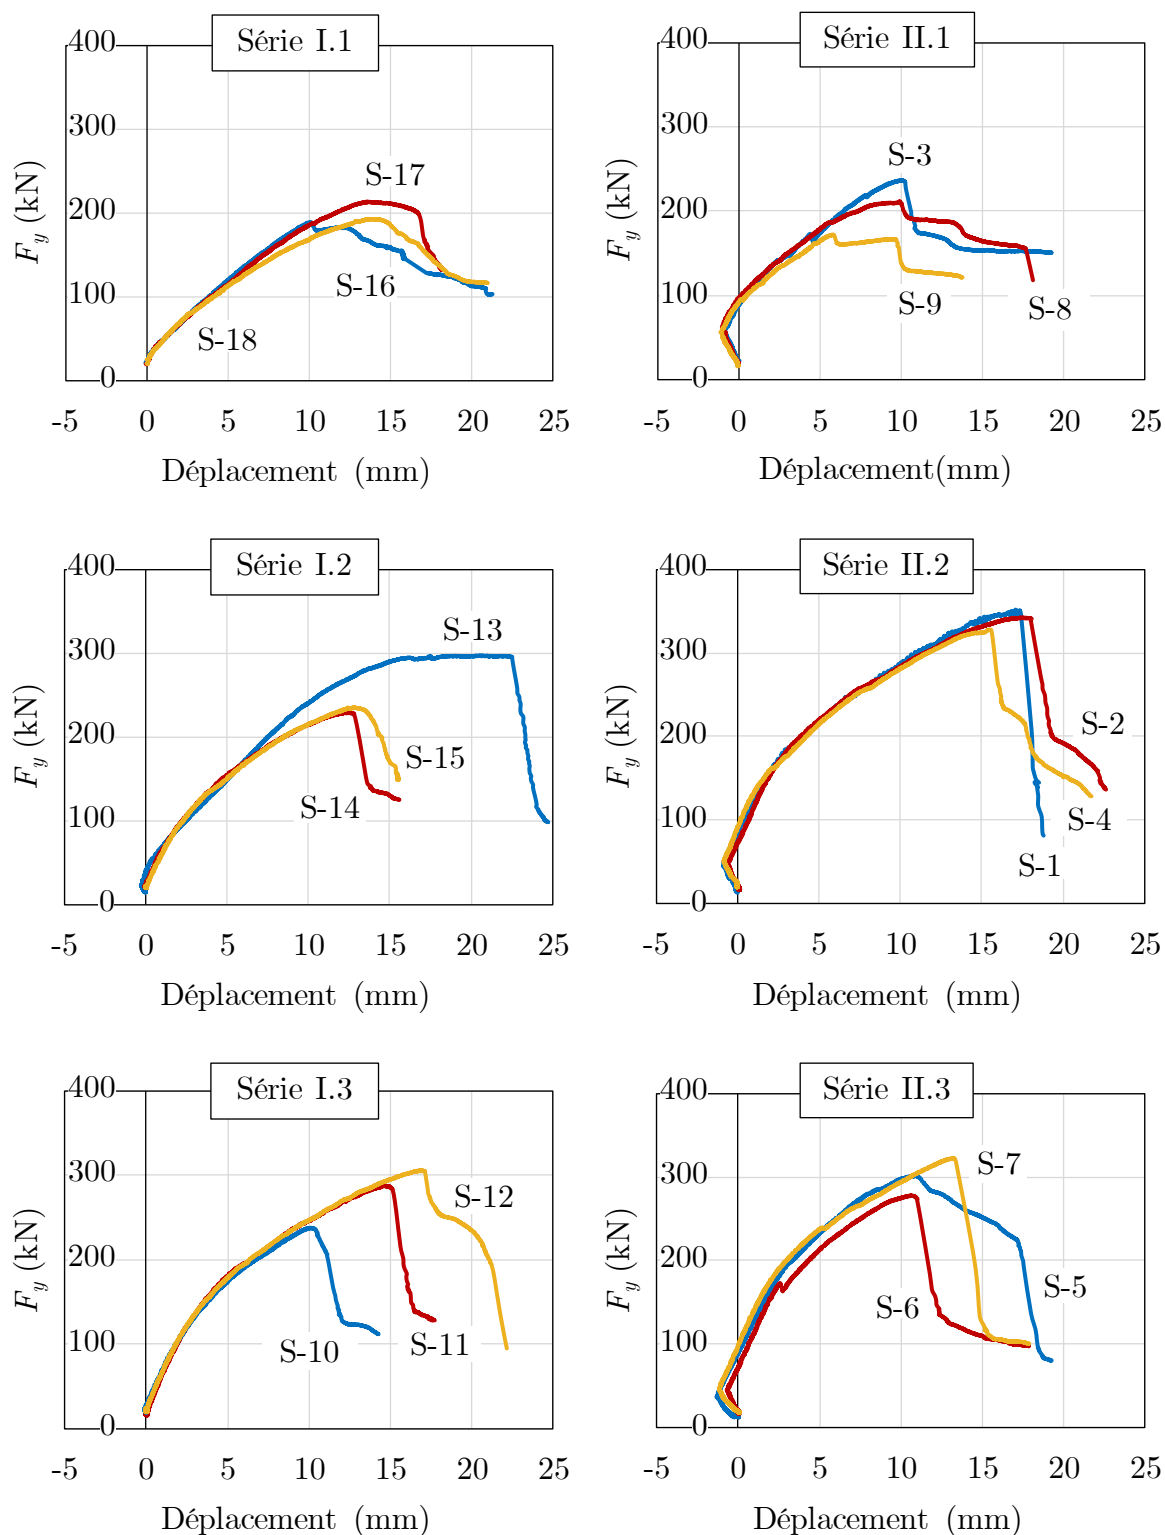 Série I.1
400
300
200
100
0
F_y (kN)
S-17
S-16
S-18
-5 0 5 10 15 20 25
Déplacement (mm)
Série II.1
400
300
200
100
0
F_y (kN)
S-3
S-9
S-8
-5 0 5 10 15 20 25
Déplacement(mm)
Série I.2
400
300
200
100
0
F_y (kN)
S-13
S-15
S-14
-5 0 5 10 15 20 25
Déplacement (mm)
Série II.2
400
300
200
100
0
F_y (kN)
S-2
S-4
S-1
-5 0 5 10 15 20 25
Déplacement (mm)
Série I.3
400
300
200
100
0
F_y (kN)
S-12
S-10
S-11
-5 0 5 10 15 20 25
Déplacement (mm)
Série II.3
400
300
200
100
0
F_y (kN)
S-7
S-5
S-6
-5 0 5 10 15 20 25
Déplacement (mm)